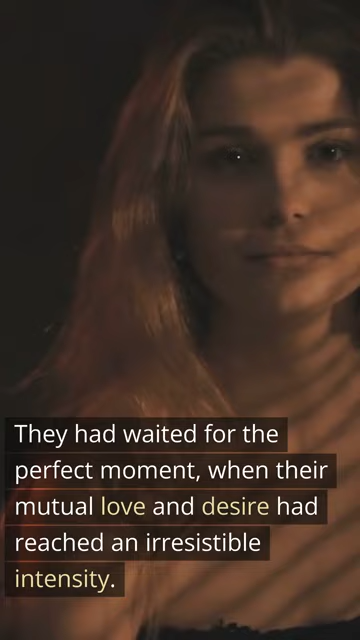 They had waited for the
perfect moment, when their
mutual love and desire had
reached an irresistible
intensity.